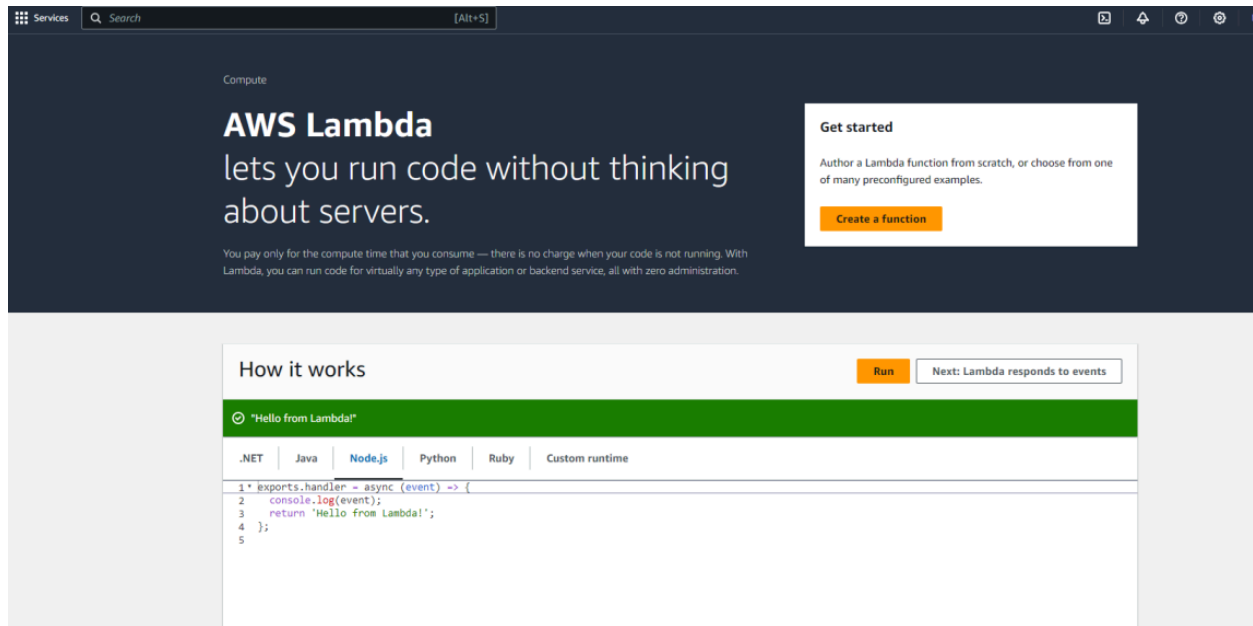 Services
Search
[Alt+S]
Compute
AWS Lambda
lets you run code without thinking
about servers.
You pay only for the compute time that you consume — there is no charge when your code is not running. With
Lambda, you can run code for virtually any type of application or backend service, all with zero administration.
Get started
Author a Lambda function from scratch, or choose from one
of many preconfigured examples.
Create a function
How it works
Run
Next: Lambda responds to events
"Hello from Lambda!"
.NET
Java
Node.js
Python
Ruby
Custom runtime
1 exports.handler = async (event) => {
2 console.log(event);
3 return 'Hello from Lambda!';
4 };
5